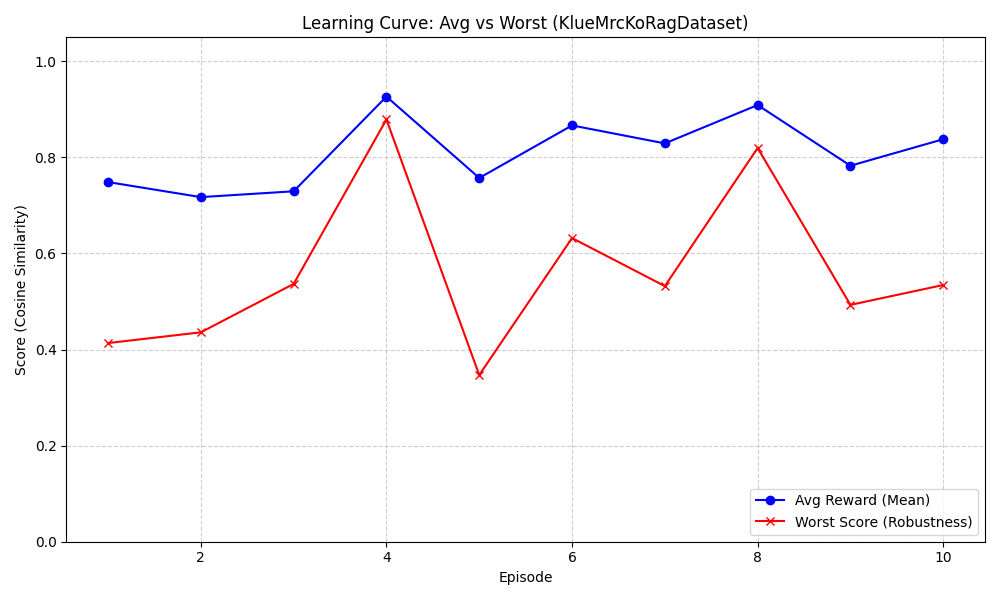 Learning Curve: Avg vs Worst (KlueMrcKoRagDataset)
Score (Cosine Similarity)
1.0
0.8
0.6
0.4
0.2
0.0
2
4
6
8
10
Episode
Avg Reward (Mean)
Worst Score (Robustness)